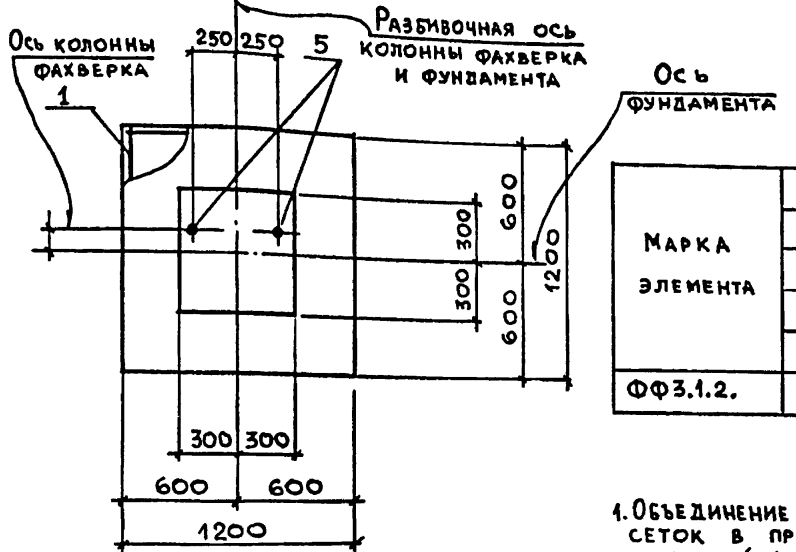 Разбивочная ось
колонны фахверка
и фундамента
Ось колонны
фахверка
1
250
250
5
Ось
фундамента
600
300
1200
300
600
Марка
элемента
ФФ3.1.2.
300
300
600
600
1200
1. Объединение
сеток в пр